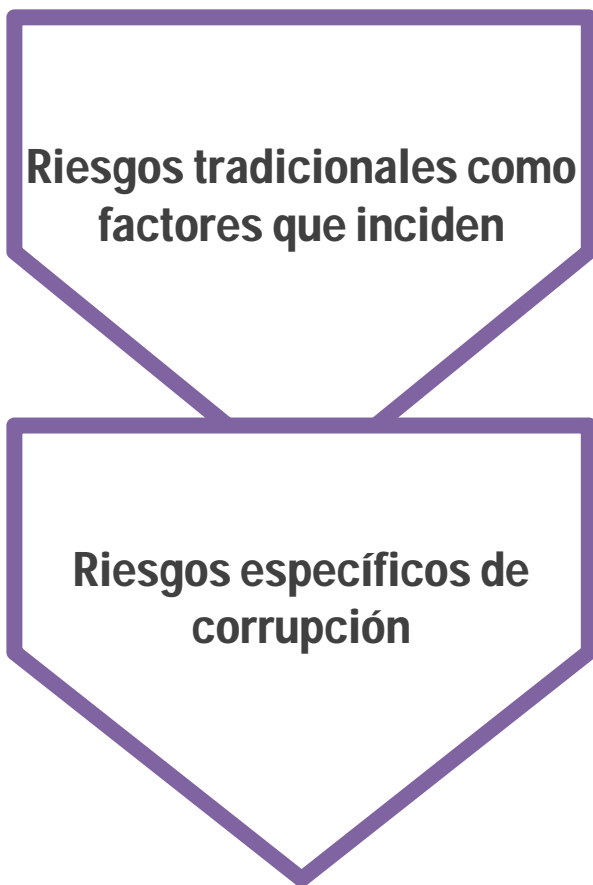 Riesgos tradicionales como
factores que inciden
Riesgos específicos de
corrupción